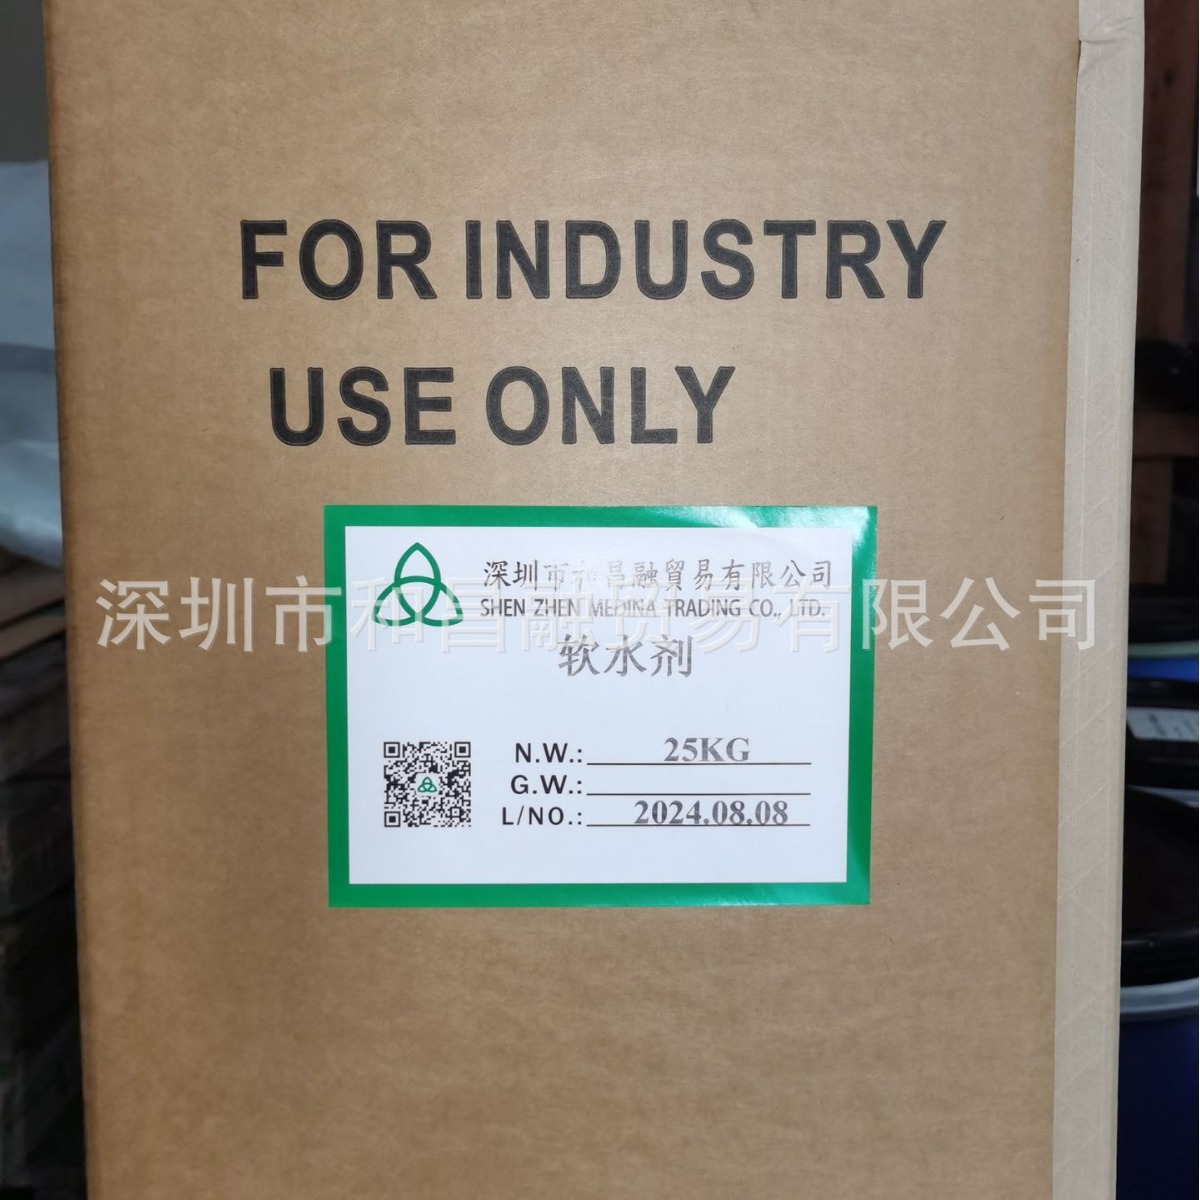 FOR INDUSTRY
USE ONLY
深圳市和昌融貿易有限公司
SHEN ZHEN MEDINA TRADING CO., LTD.
深圳市和昌融贸易有限公司
软水剂
N.W.: 25KG
G.W.:
L/NO.: 2024.08.08